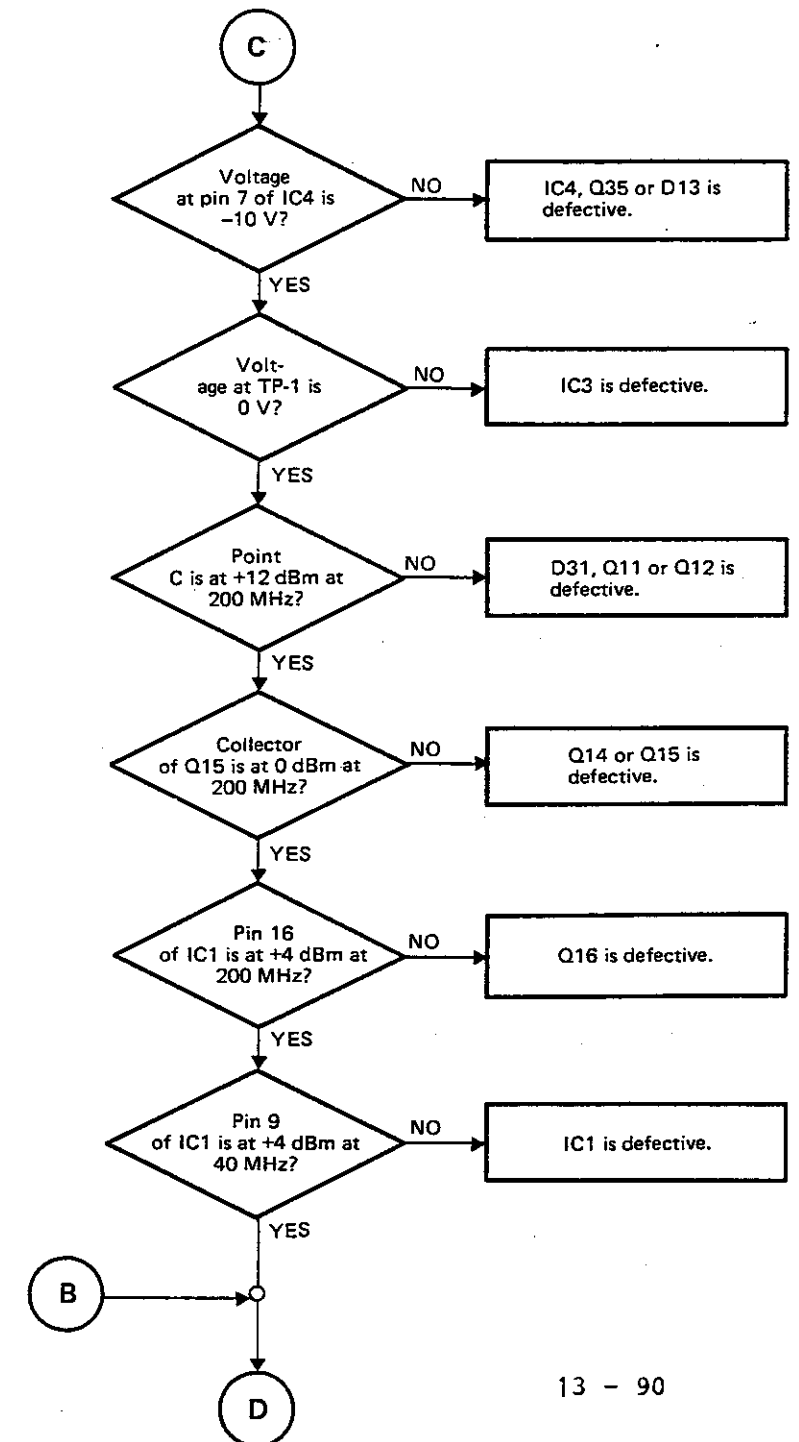 C
Voltage
at pin 7 of IC4 is
–10 V?
NO
IC4, Q35 or D13 is
defective.
YES
Volt-
age at TP-1 is
0 V?
NO
IC3 is defective.
YES
Point
C is at +12 dBm at
200 MHz?
NO
D31, Q11 or Q12 is
defective.
YES
Collector
of Q15 is at 0 dBm at
200 MHz?
NO
Q14 or Q15 is
defective.
YES
Pin 16
of IC1 is at +4 dBm at
200 MHz?
NO
Q16 is defective.
YES
Pin 9
of IC1 is at +4 dBm at
40 MHz?
NO
IC1 is defective.
YES
B
D
13 – 90